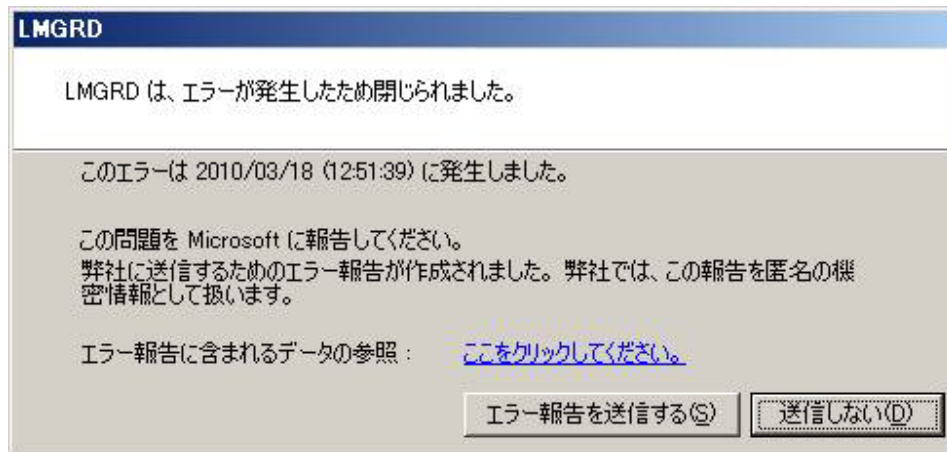 LMGRD
LMGRD は、エラーが発生したため閉じられました。
このエラーは 2010/03/18 (12:51:39) に発生しました。
この問題を Microsoft に報告してください。
弊社に送信するためのエラー報告が作成されました。弊社では、この報告を匿名の機
密情報として扱います。
エラー報告に含まれるデータの参照： ここをクリックしてください。
エラー報告を送信する(S) 送信しない(D)